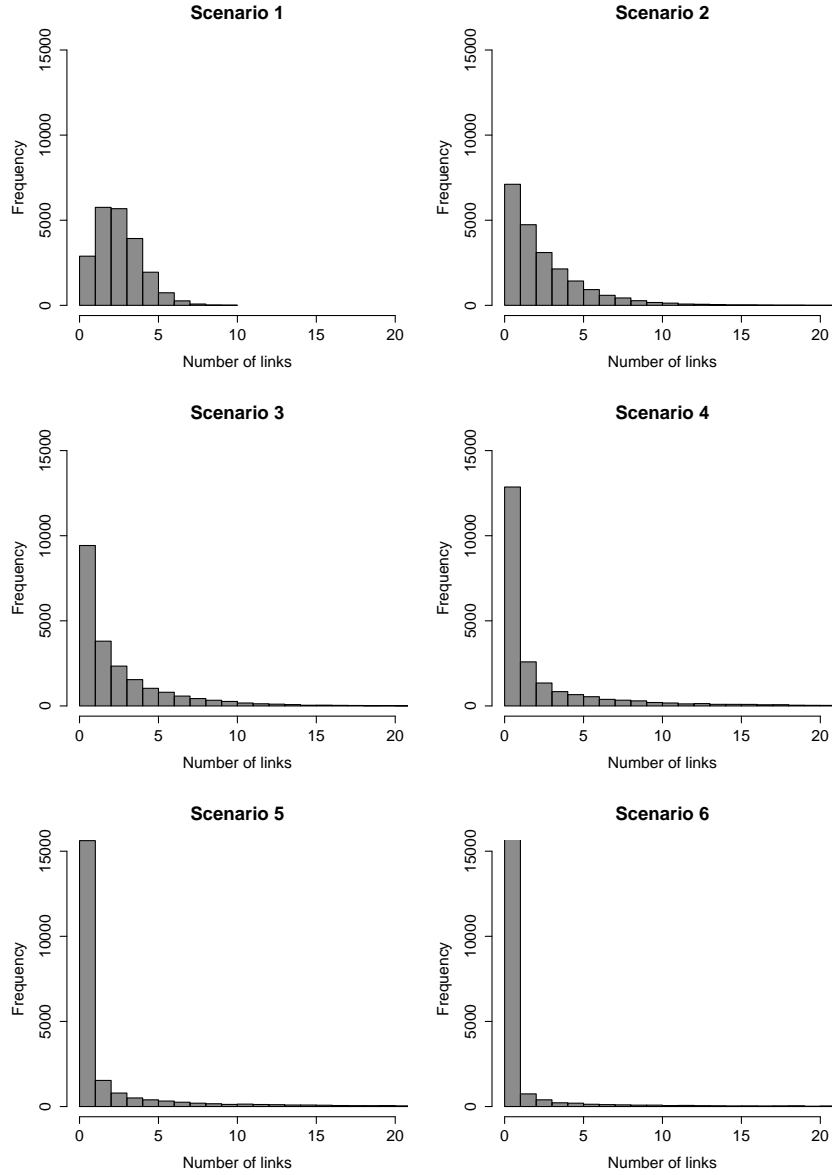 Scenario 1
Frequency
0 5000 10000 15000
0 5 10 15 20
Number of links
Scenario 2
Frequency
0 5000 10000 15000
0 5 10 15 20
Number of links
Scenario 3
Frequency
0 5000 10000 15000
0 5 10 15 20
Number of links
Scenario 4
Frequency
0 5000 10000 15000
0 5 10 15 20
Number of links
Scenario 5
Frequency
0 5000 10000 15000
0 5 10 15 20
Number of links
Scenario 6
Frequency
0 5000 10000 15000
0 5 10 15 20
Number of links